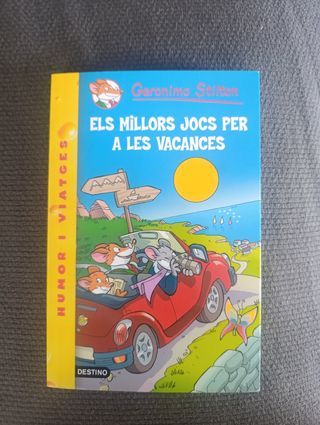 Geronimo Stilton
ELS MILLORS JOCS PER
A LES VACANCES
HUMOR I VIATGES
DESTINO